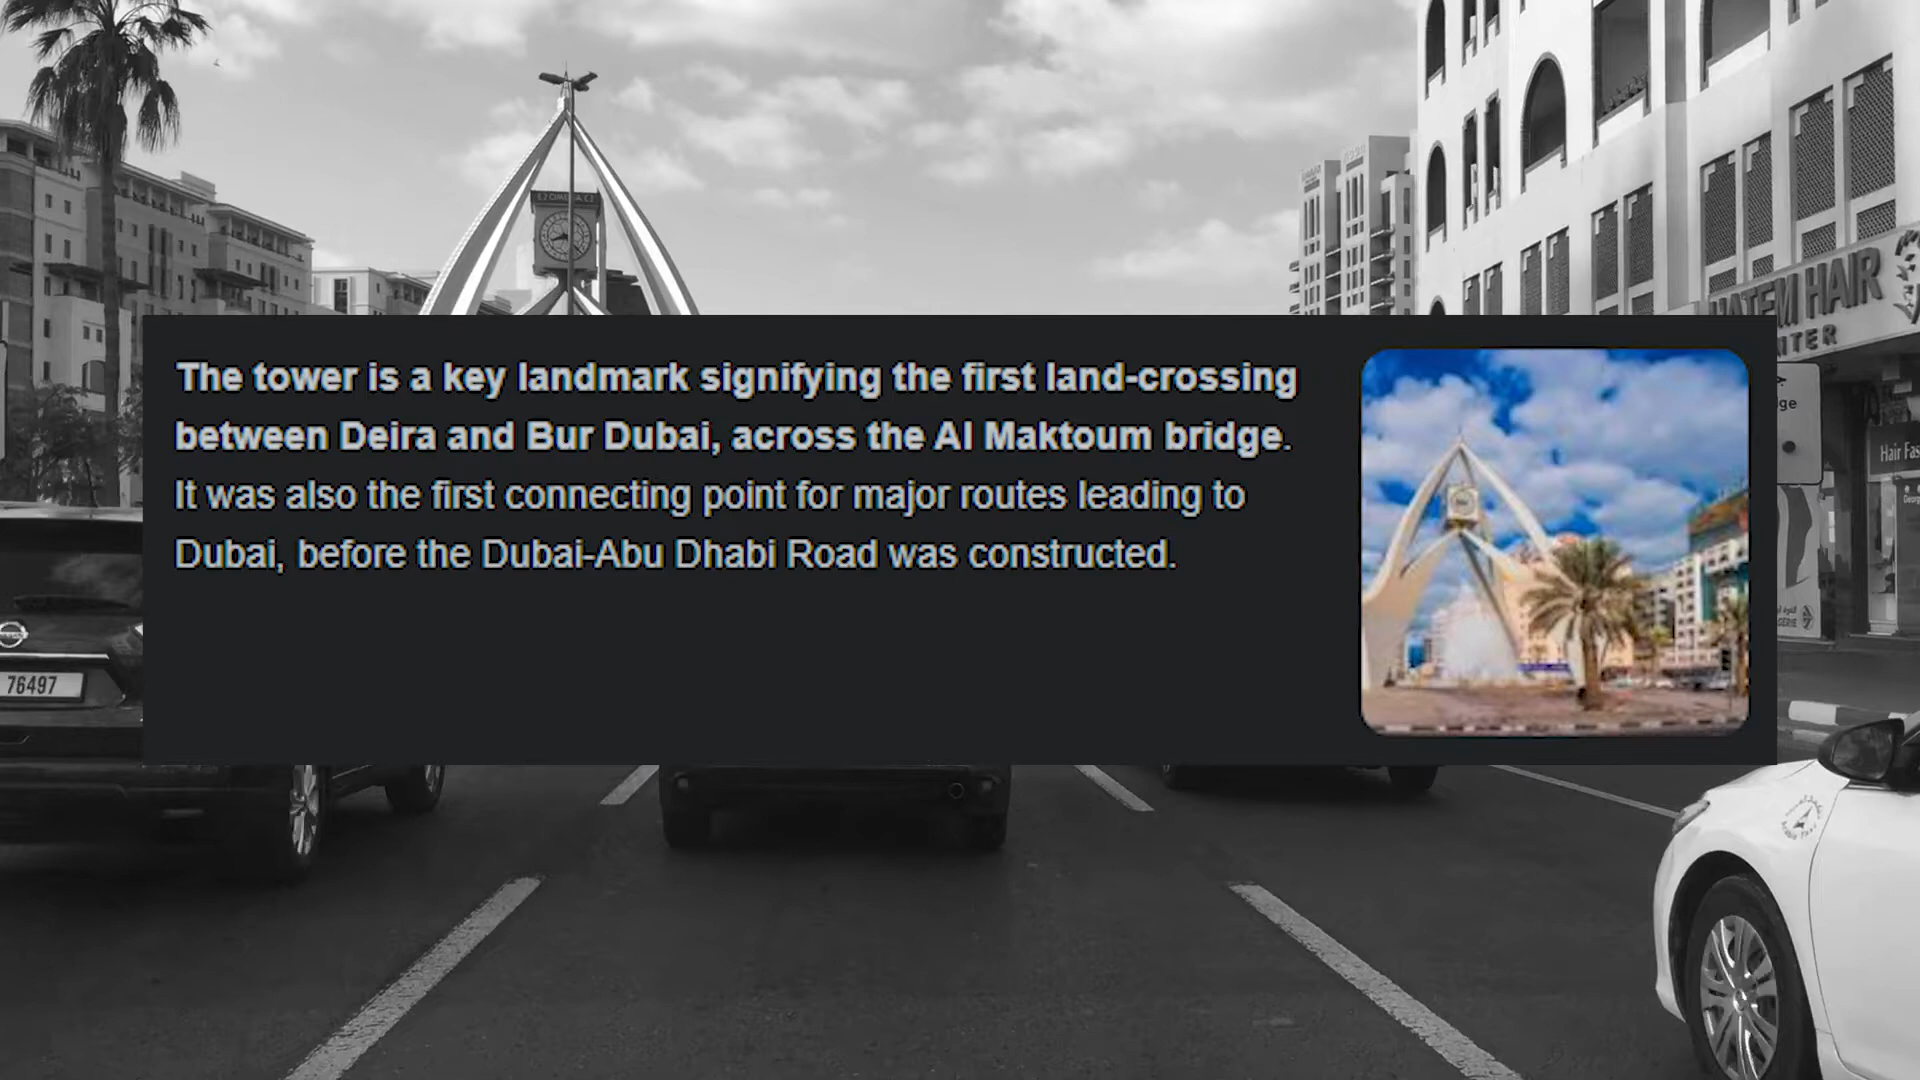 HATEM HAIR
The tower is a key landmark signifying the first land-crossing
between Deira and Bur Dubai, across the Al Maktoum bridge.
It was also the first connecting point for major routes leading to
Dubai, before the Dubai-Abu Dhabi Road was constructed.
76497